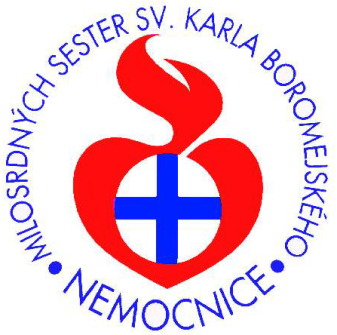 MILOSRDNÝCH SESTER SV. KARLA BOROMEJSKÉHO
• NEMOCNICE •